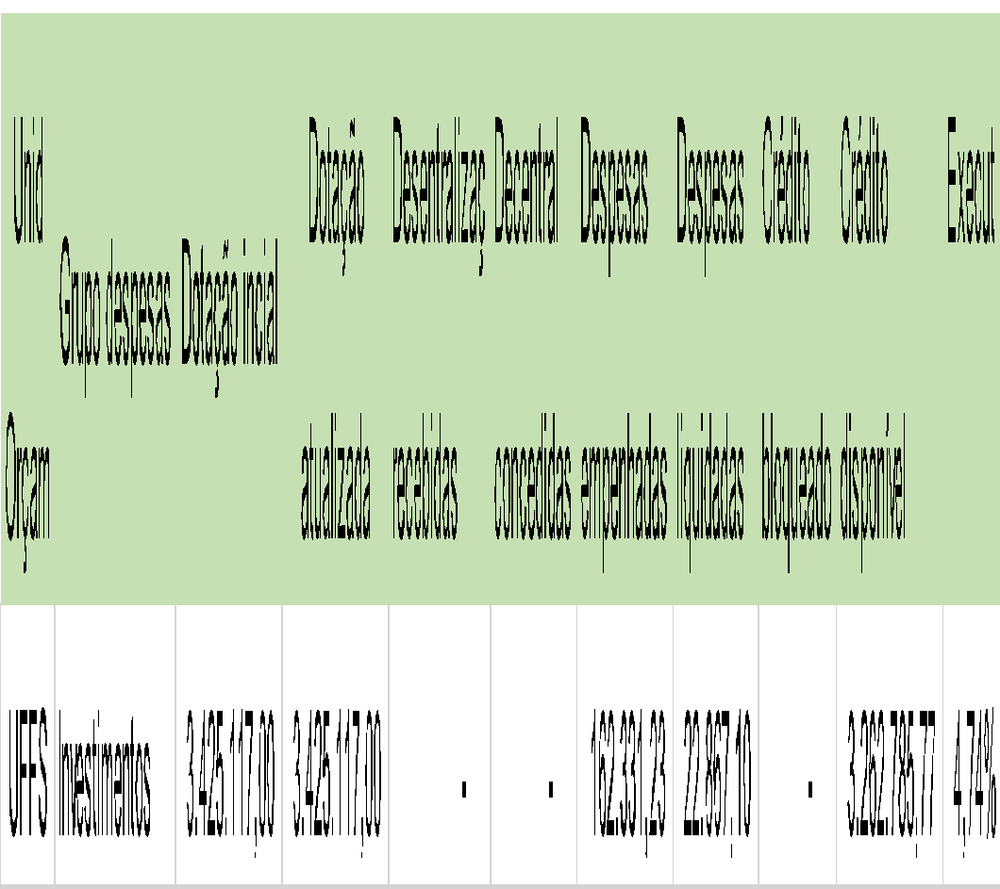 Unid Dotação Desentralizaç Decentral Despesas Despesas Crédito Crédito Execut
Grupo despesas Dotação incial
Orçam atualizada recebidas concedidas empenhadas liquidadas bloqueado disponível
UFFS Investimentos 3.425.117,00 3.425.117,00 - - 162.331,23 22.867,10 - 3.262.785,77 4,74%